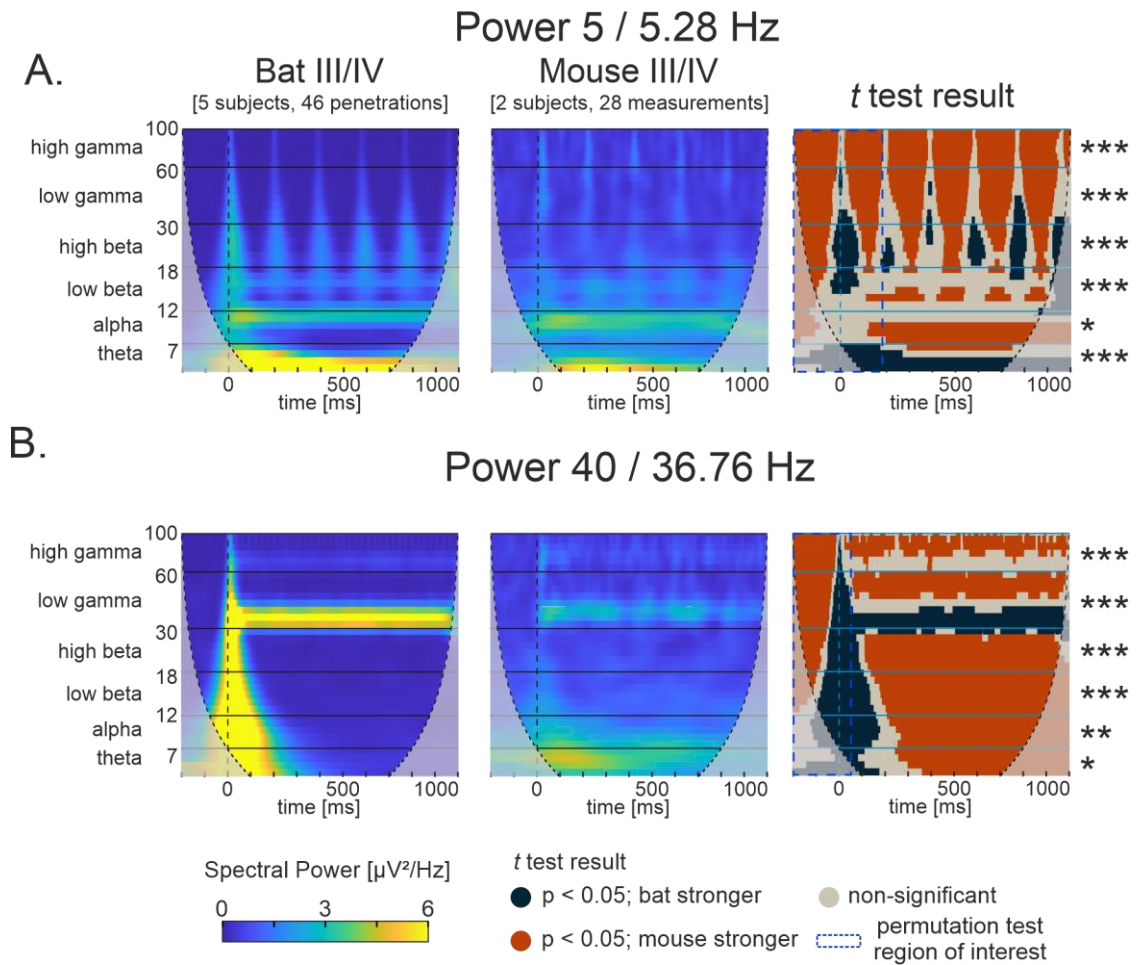 Power 5 / 5.28 Hz
A.
Bat III/IV
[5 subjects, 46 penetrations]
Mouse III/IV
[2 subjects, 28 measurements]
t test result
100
high gamma
60
low gamma
30
high beta
18
low beta
12
alpha
7
theta
***
***
***
***
*
***
0 500 1000
time [ms]
0 500 1000
time [ms]
0 500 1000
time [ms]
B.
Power 40 / 36.76 Hz
100
high gamma
60
low gamma
30
high beta
18
low beta
12
alpha
7
theta
***
***
***
***
**
*
0 500 1000
time [ms]
0 500 1000
time [ms]
0 500 1000
time [ms]
Spectral Power [µV²/Hz]
0 3 6
t test result
p < 0.05; bat stronger
p < 0.05; mouse stronger
non-significant
permutation test
region of interest